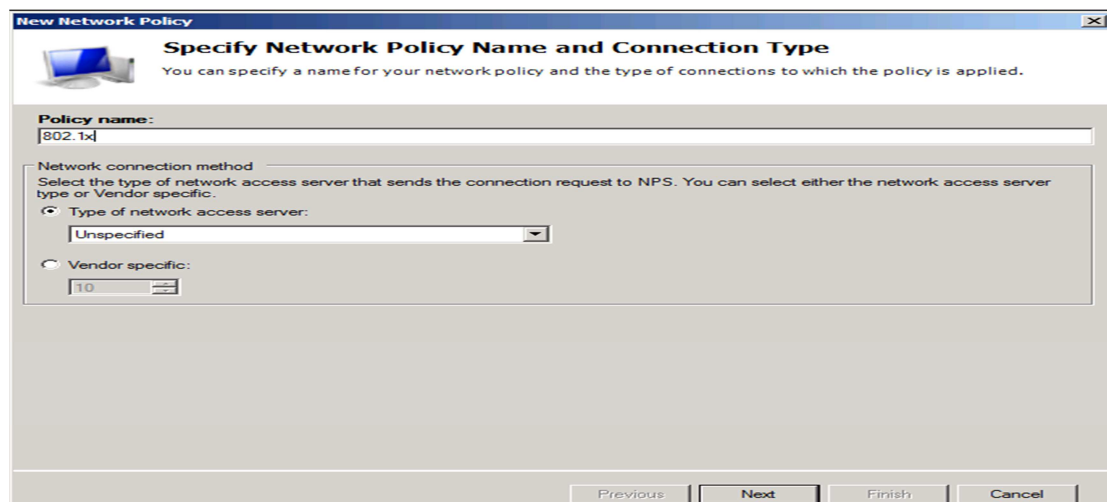 New Network Policy
Specify Network Policy Name and Connection Type
You can specify a name for your network policy and the type of connections to which the policy is applied.
Policy name:
802.1x
Network connection method
Select the type of network access server that sends the connection request to NPS. You can select either the network access server
type or Vendor specific.
Type of network access server:
Unspecified
Vendor specific:
10
Previous Next Finish Cancel